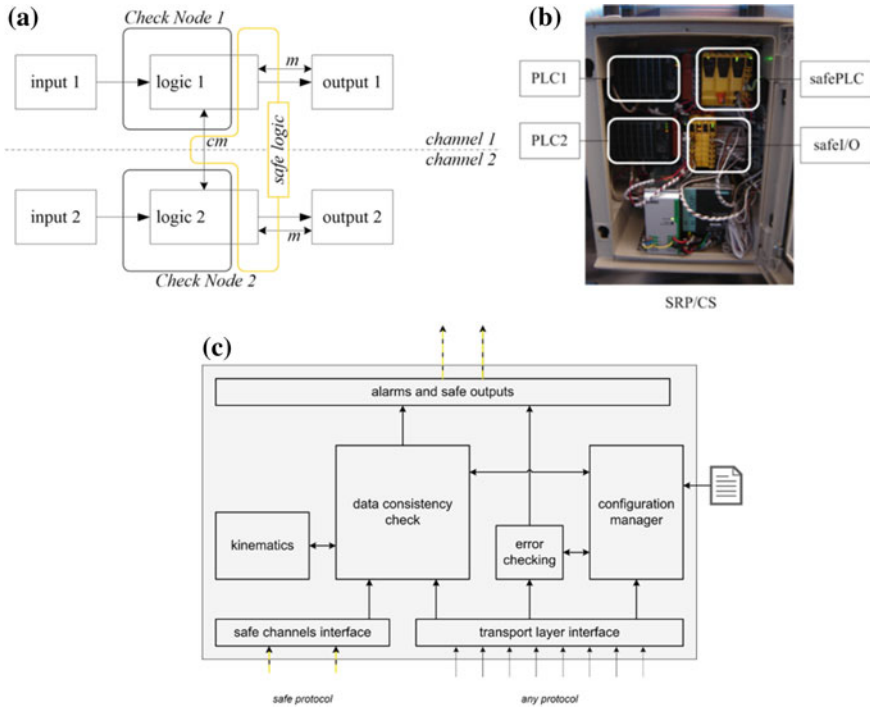 (a)
Check Node 1
input 1
logic 1
m
output 1
cm
safe logic
channel 1
channel 2
input 2
logic 2
m
output 2
Check Node 2
(b)
PLC1
safePLC
PLC2
safeI/O
SRP/CS
(c)
alarms and safe outputs
data consistency
check
configuration
manager
kinematics
error
checking
safe channels interface
transport layer interface
safe protocol
any protocol